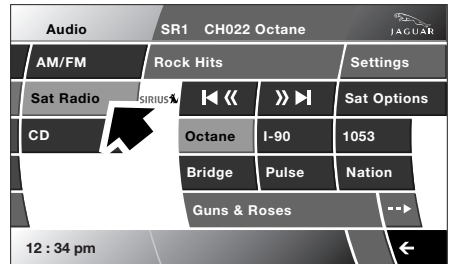 Audio SR1 CH022 Octane JAGUAR
AM/FM Rock Hits Settings
Sat Radio SIRIUS Sat Options
CD Octane I-90 1053
Bridge Pulse Nation
Guns & Roses
12 : 34 pm